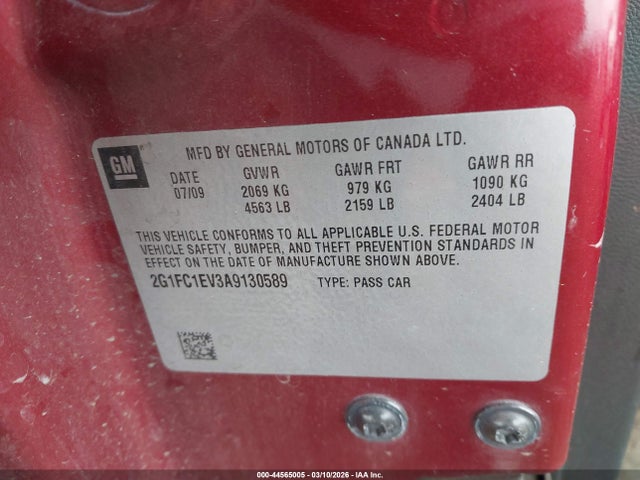 GM
MFD BY GENERAL MOTORS OF CANADA LTD.
DATE GVWR GAWR FRT GAWR RR
07/09 2069 KG 979 KG 1090 KG
4563 LB 2159 LB 2404 LB
THIS VEHICLE CONFORMS TO ALL APPLICABLE U.S. FEDERAL MOTOR
VEHICLE SAFETY, BUMPER, AND THEFT PREVENTION STANDARDS IN
EFFECT ON THE DATE OF MANUFACTURE SHOWN ABOVE.
2G1FC1EV3A9130589 TYPE: PASS CAR
000-44565005 | 03/10/2026 | IAA Inc.